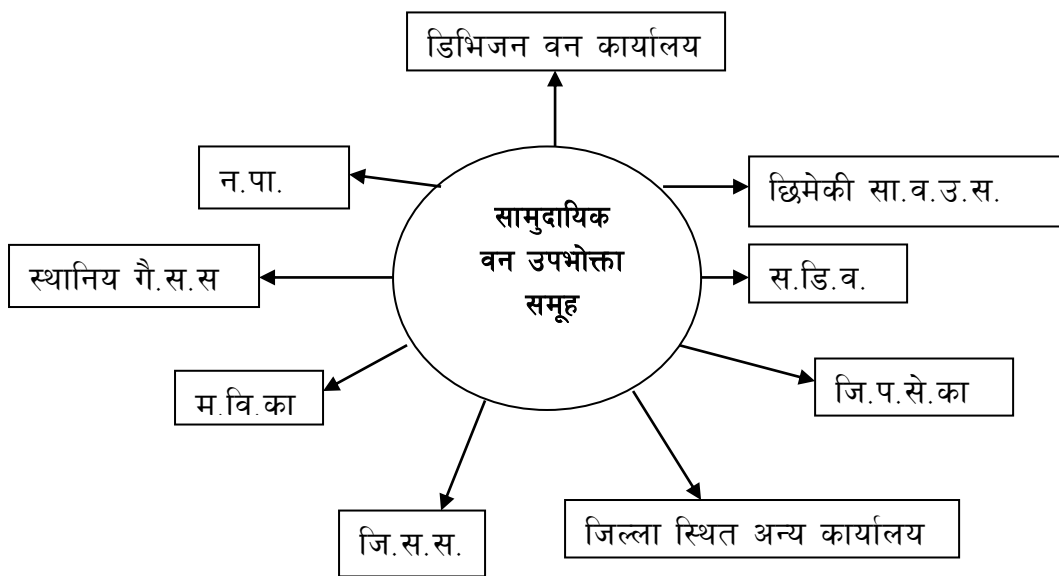 डिभिजन वन कार्यालय
न.पा.
छिमेकी सा.व.उ.स.
सामुदायिक
वन उपभोक्ता
समूह
स्थानिय गै.स.स
स.डि.व.
म.वि.का
जि.प.से.का
जि.स.स.
जिल्ला स्थित अन्य कार्यालय